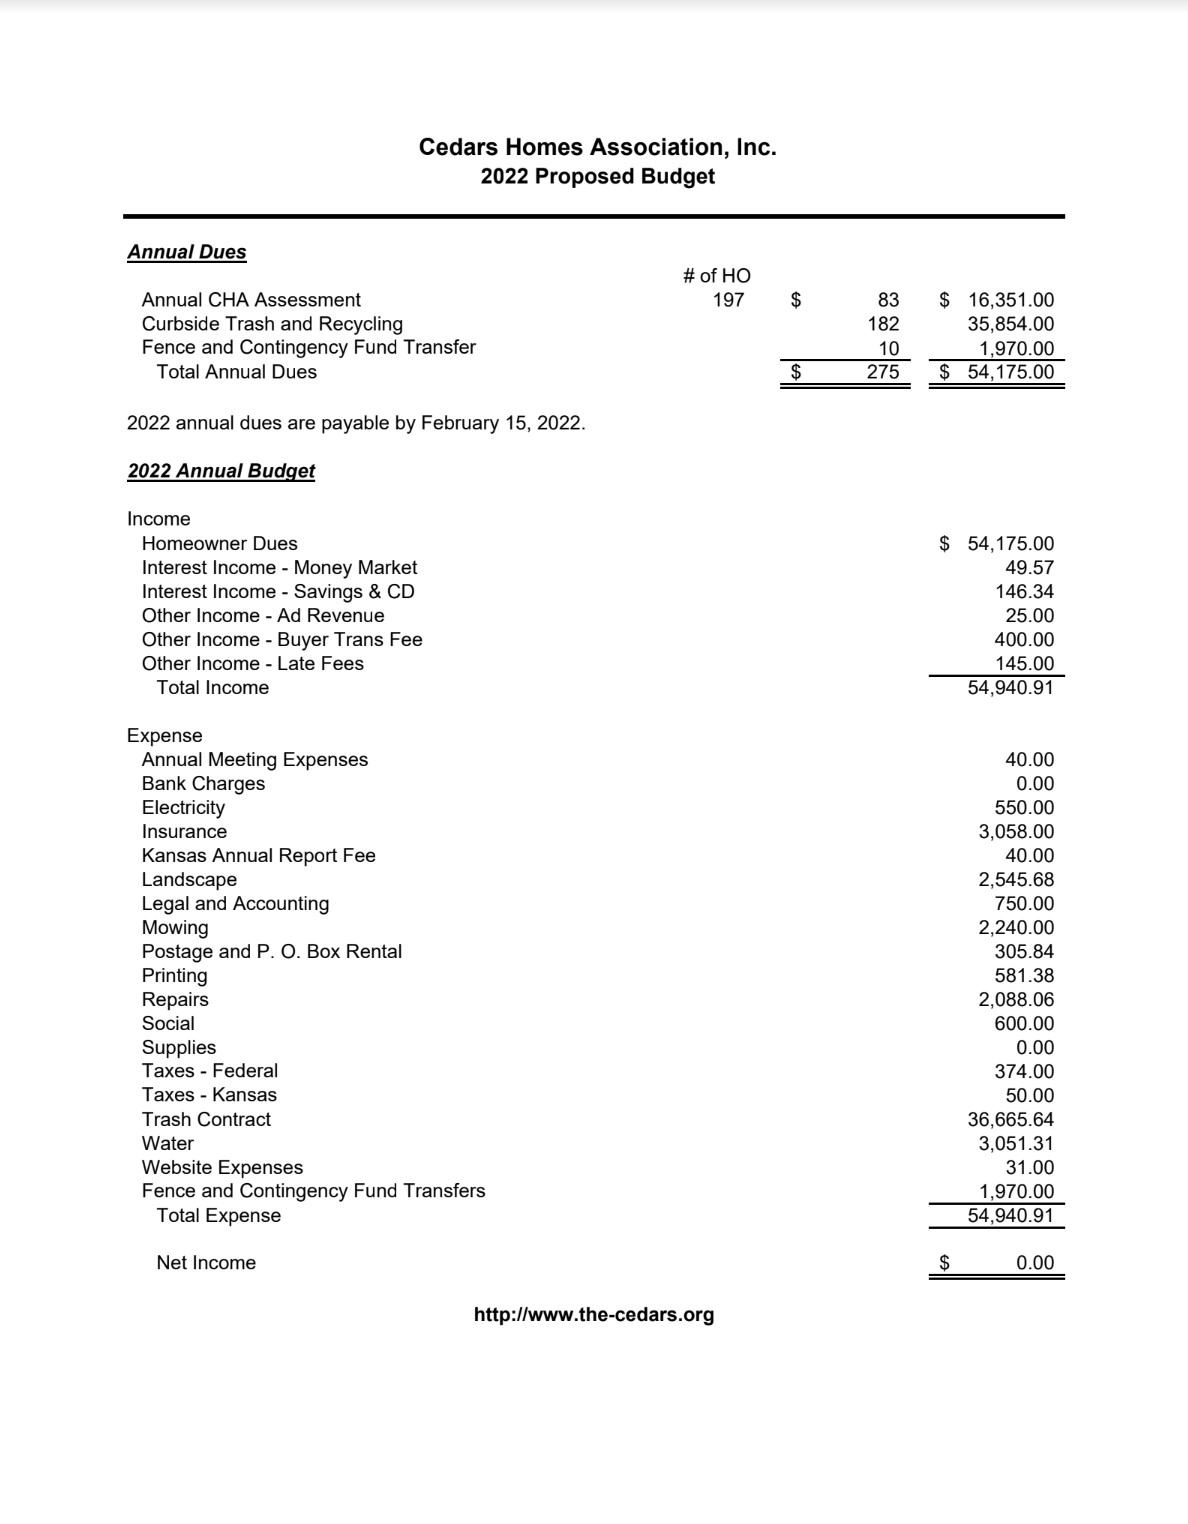 Cedars Homes Association, Inc.
2022 Proposed Budget
Annual Dues
# of HO
Annual CHA Assessment 197 $ 83 $ 16,351.00
Curbside Trash and Recycling 182 35,854.00
Fence and Contingency Fund Transfer 10 1,970.00
Total Annual Dues $ 275 $ 54,175.00
2022 annual dues are payable by February 15, 2022.
2022 Annual Budget
Income
Homeowner Dues $ 54,175.00
Interest Income - Money Market 49.57
Interest Income - Savings & CD 146.34
Other Income - Ad Revenue 25.00
Other Income - Buyer Trans Fee 400.00
Other Income - Late Fees 145.00
Total Income 54,940.91
Expense
Annual Meeting Expenses 40.00
Bank Charges 0.00
Electricity 550.00
Insurance 3,058.00
Kansas Annual Report Fee 40.00
Landscape 2,545.68
Legal and Accounting 750.00
Mowing 2,240.00
Postage and P. O. Box Rental 305.84
Printing 581.38
Repairs 2,088.06
Social 600.00
Supplies 0.00
Taxes - Federal 374.00
Taxes - Kansas 50.00
Trash Contract 36,665.64
Water 3,051.31
Website Expenses 31.00
Fence and Contingency Fund Transfers 1,970.00
Total Expense 54,940.91
Net Income $ 0.00
http://www.the-cedars.org